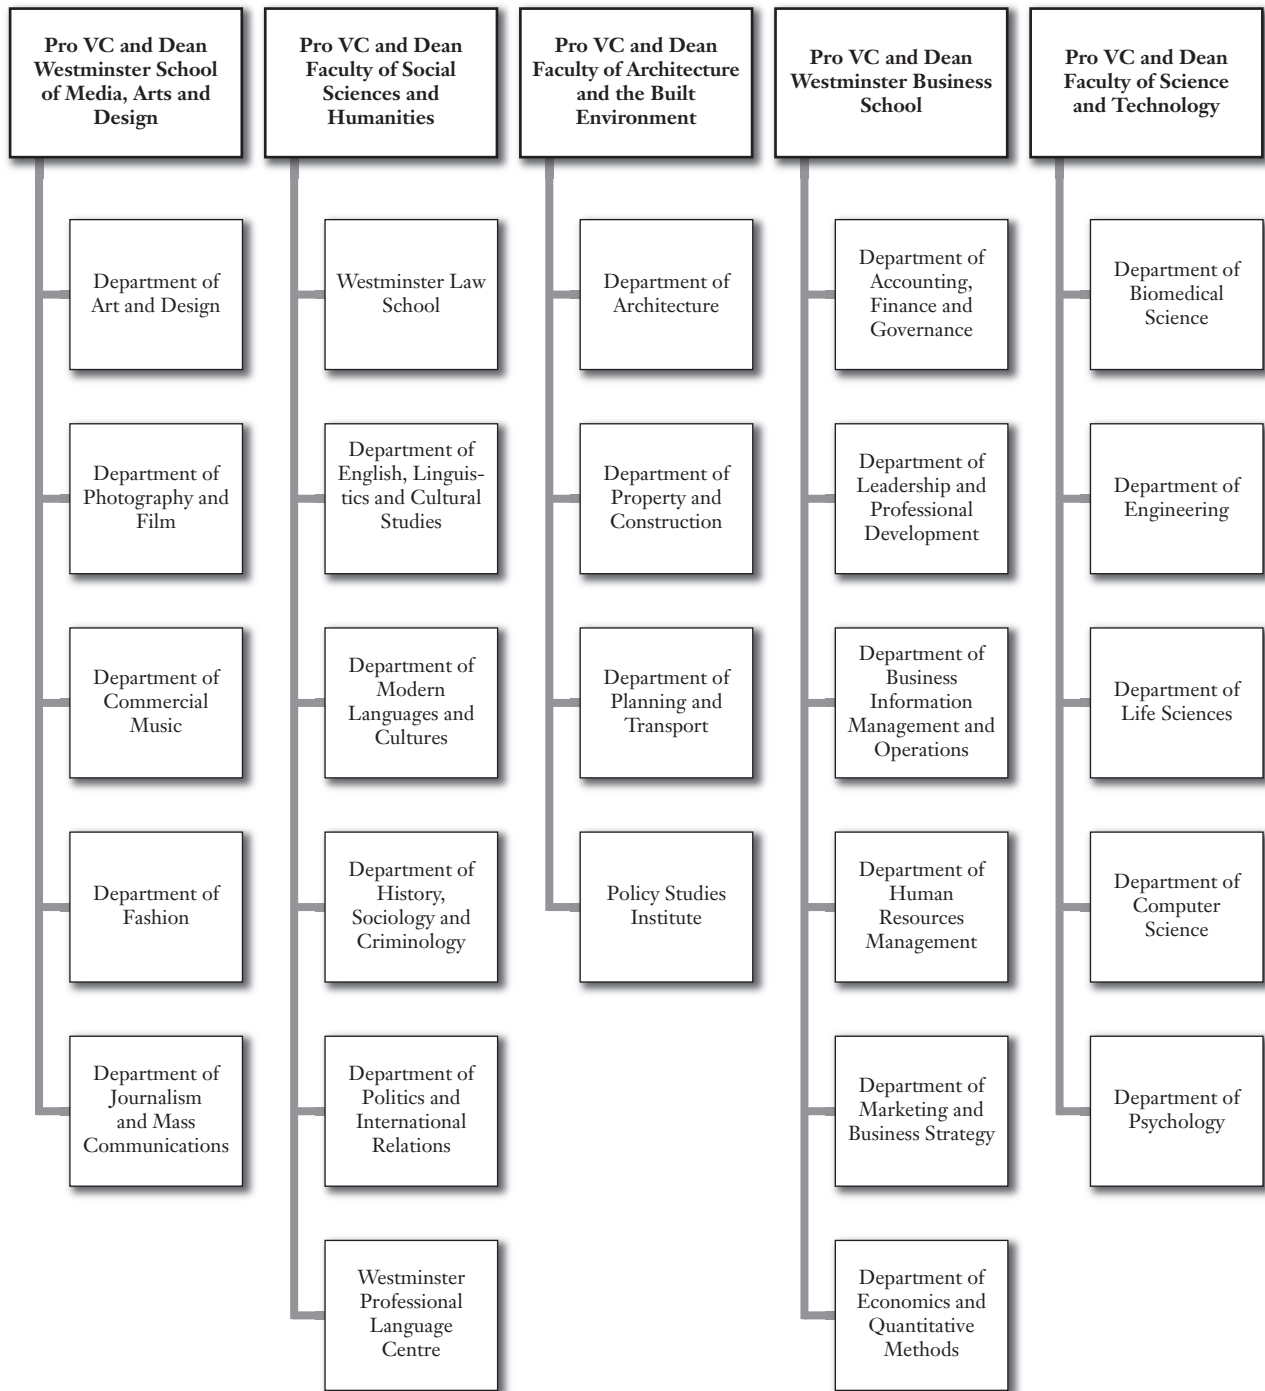 Pro VC and Dean
Westminster School
of Media, Arts and
Design
Department of
Art and Design
Department of
Photography and
Film
Department of
Commercial
Music
Department of
Fashion
Department of
Journalism
and Mass
Communications
Pro VC and Dean
Faculty of Social
Sciences and
Humanities
Westminster Law
School
Department of
English, Linguis-
tics and Cultural
Studies
Department of
Modern
Languages and
Cultures
Department of
History,
Sociology and
Criminology
Department of
Politics and
International
Relations
Westminster
Professional
Language
Centre
Pro VC and Dean
Faculty of Architecture
and the Built
Environment
Department of
Architecture
Department of
Property and
Construction
Department of
Planning and
Transport
Policy Studies
Institute
Pro VC and Dean
Westminster Business
School
Department of
Accounting,
Finance and
Governance
Department of
Leadership and
Professional
Development
Department of
Business
Information
Management and
Operations
Department of
Human
Resources
Management
Department of
Marketing and
Business Strategy
Department of
Economics and
Quantitative
Methods
Pro VC and Dean
Faculty of Science
and Technology
Department of
Biomedical
Science
Department of
Engineering
Department of
Life Sciences
Department of
Computer
Science
Department of
Psychology